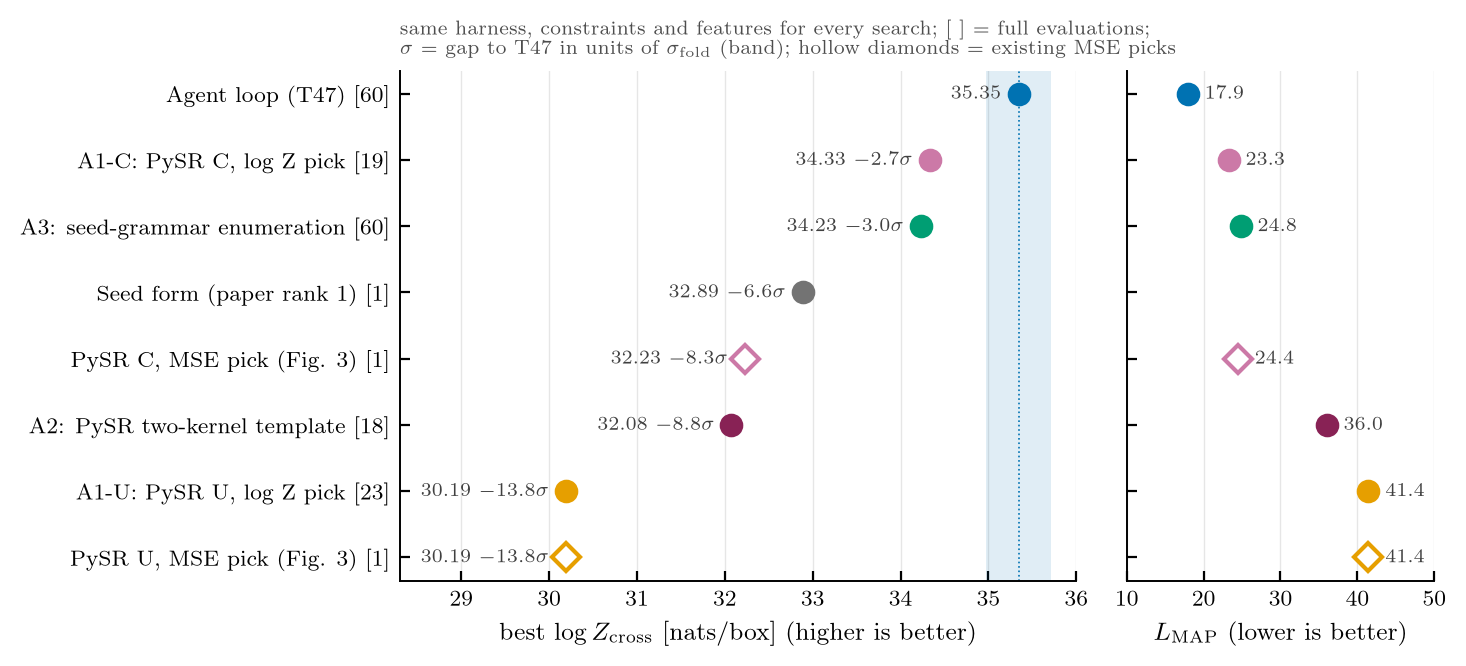 same harness, constraints and features for every search; [ ] = full evaluations;
σ = gap to T47 in units of σfold (band); hollow diamonds = existing MSE picks
Agent loop (T47) [60] 35.35 17.9
A1-C: PySR C, log Z pick [19] 34.33 −2.7σ 23.3
A3: seed-grammar enumeration [60] 34.23 −3.0σ 24.8
Seed form (paper rank 1) [1] 32.89 −6.6σ
PySR C, MSE pick (Fig. 3) [1] 32.23 −8.3σ 24.4
A2: PySR two-kernel template [18] 32.08 −8.8σ 36.0
A1-U: PySR U, log Z pick [23] 30.19 −13.8σ 41.4
PySR U, MSE pick (Fig. 3) [1] 30.19 −13.8σ 41.4
29 30 31 32 33 34 35 36 10 20 30 40 50
best log Zcross [nats/box] (higher is better) LMAP (lower is better)